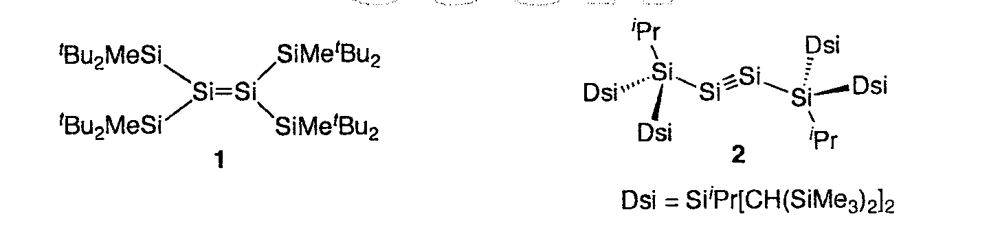 ᵗBu₂MeSi SiMeᵗBu₂
Si=Si
ᵗBu₂MeSi SiMeᵗBu₂
1
ⁱPr
Dsi Si Si≡Si Si Dsi
Dsi Dsi
ⁱPr
2
Dsi = SiⁱPr[CH(SiMe₃)₂]₂